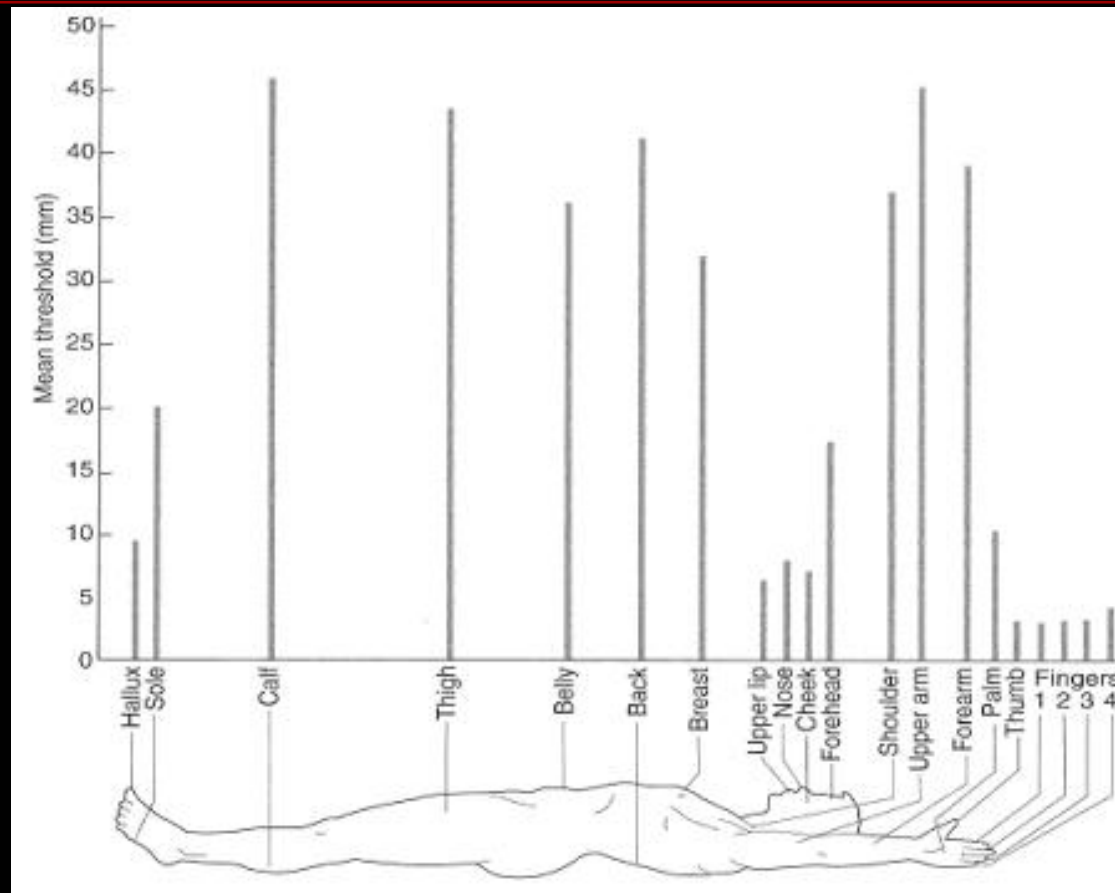 50
45
40
35
30
25
20
15
10
5
0
Mean threshold (mm)
Hallux
Sole
Calf
Thigh
Belly
Back
Breast
Upper lip
Nose
Cheek
Forehead
Shoulder
Upper arm
Forearm
Palm
Thumb
Fingers
1 2 3 4